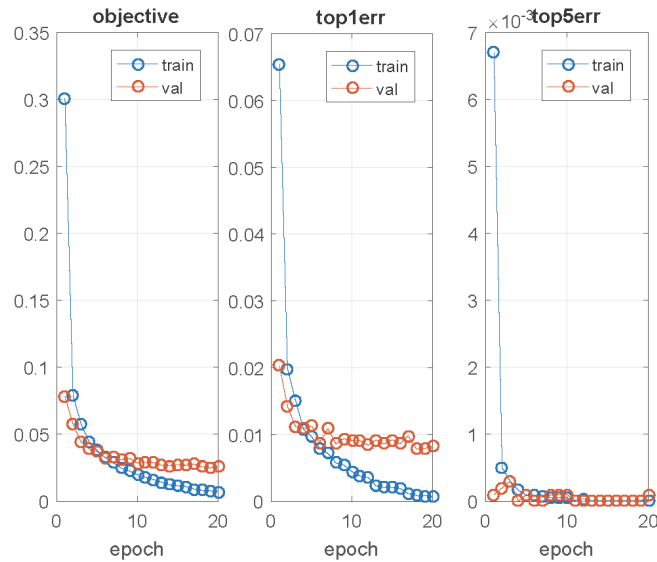 objective
0.35
0.3
0.25
0.2
0.15
0.1
0.05
0
0 10 20
epoch
train
val
top1err
0.07
0.06
0.05
0.04
0.03
0.02
0.01
0
0 10 20
epoch
train
val
×10⁻³ top5err
7
6
5
4
3
2
1
0
0 10 20
epoch
train
val